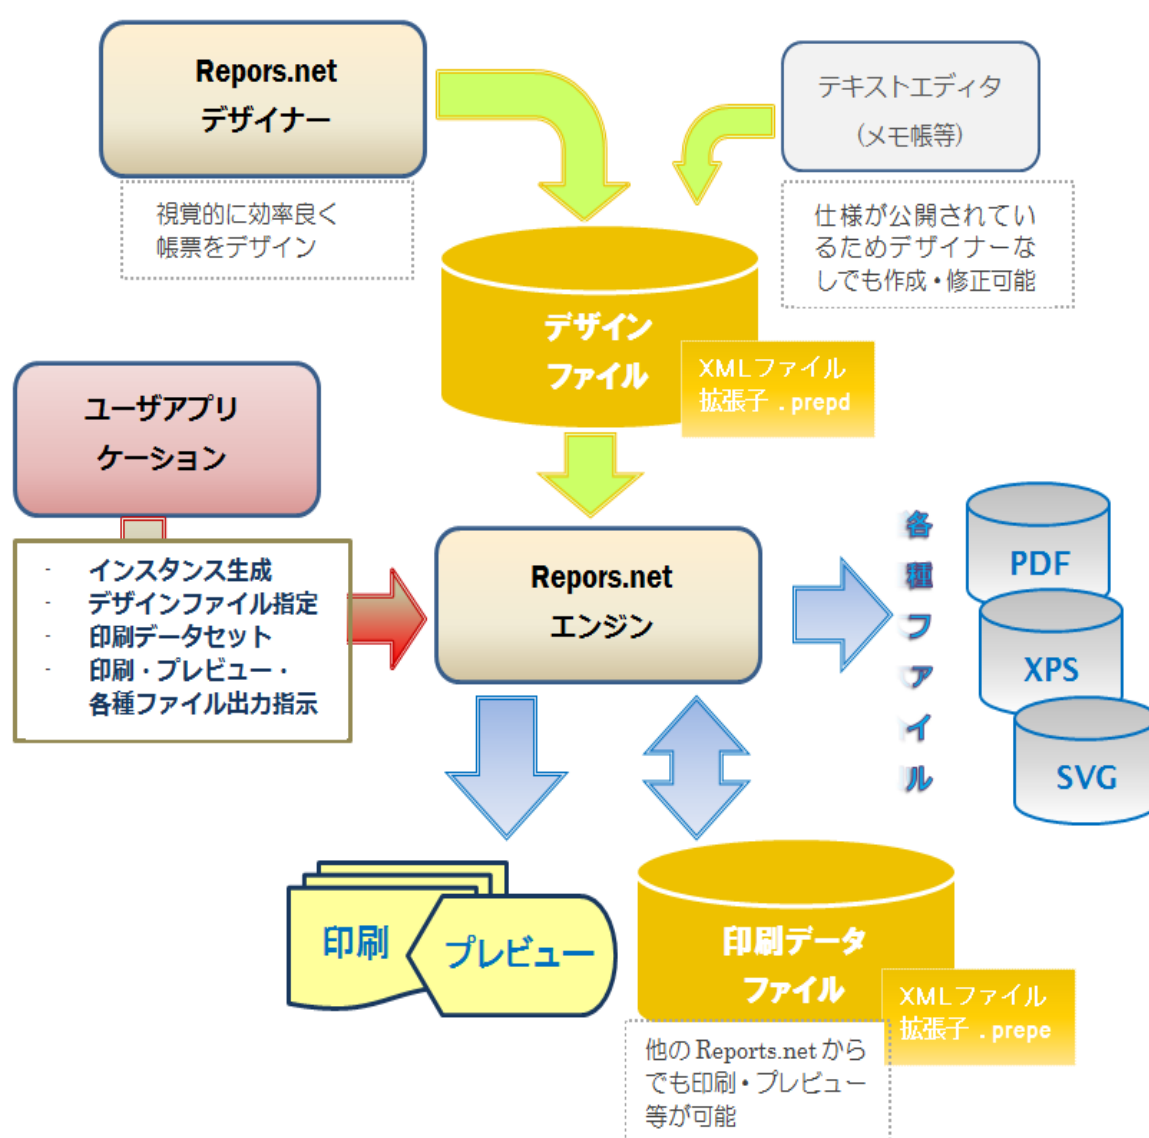 Repors.net
デザイナー
テキストエディタ
（メモ帳等）
視覚的に効率良く
帳票をデザイン
仕様が公開されてい
るためデザイナーな
しでも作成・修正可能
デザイン
ファイル
XMLファイル
拡張子．prepd
ユーザアプリ
ケーション
- インスタンス生成
- デザインファイル指定
- 印刷データセット
- 印刷・プレビュー・
各種ファイル出力指示
Repors.net
エンジン
各種ファイル
PDF
XPS
SVG
印刷
プレビュー
印刷データ
ファイル
XMLファイル
拡張子．prepe
他の Reports.net から
でも印刷・プレビュー
等が可能